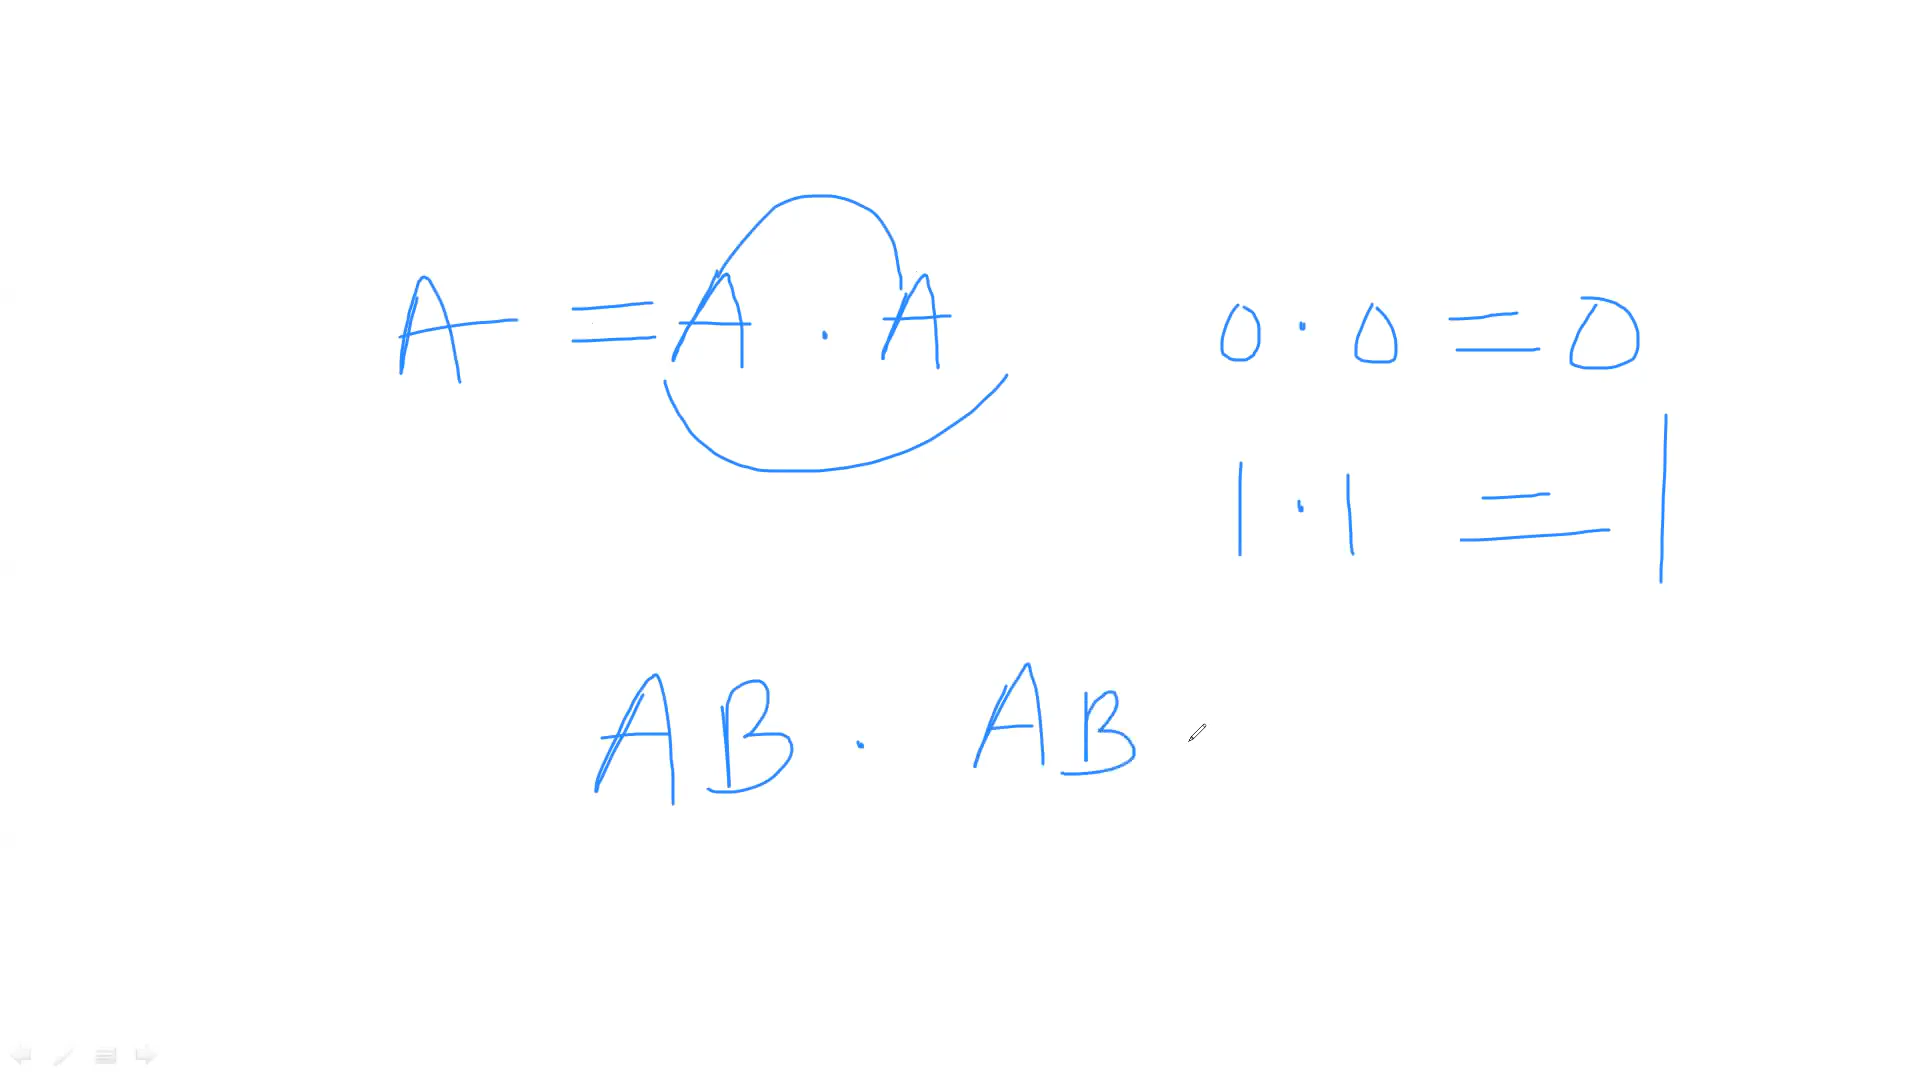 A = A . A
0 . 0 = 0
1 . 1 = 1
AB . AB